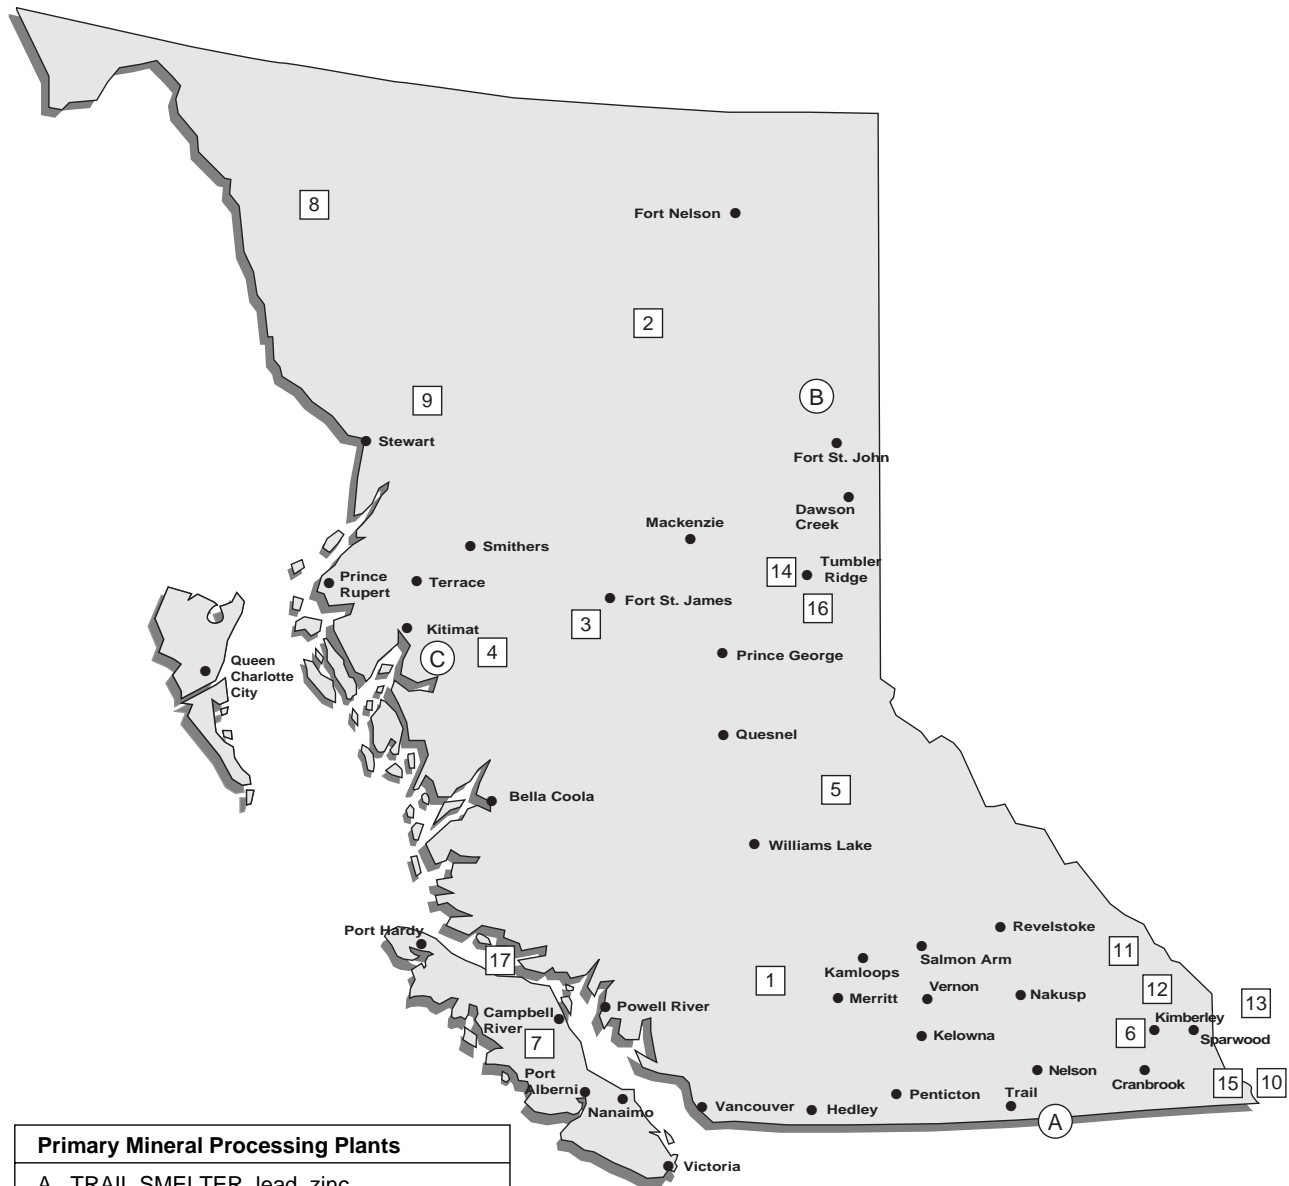 8
Fort Nelson
2
B
9
Stewart
Fort St. John
Dawson
Creek
Mackenzie
Smithers
Tumbler
Ridge
14
Prince
Rupert
Terrace
Fort St. James
16
3
Kitimat
4
C
Prince George
Queen
Charlotte
City
Quesnel
5
Bella Coola
Williams Lake
Revelstoke
Port Hardy
11
Salmon Arm
17
Kamloops
1
Vernon
12
Merritt
Nakusp
13
Powell River
Campbell
River
Kimberley
6
Kelowna
Sparwood
7
Nelson
Port
Alberni
Cranbrook
15
10
Penticton
Trail
Nanaimo
Vancouver
Hedley
A
Primary Mineral Processing Plants
Victoria
A TRAIL SMELTER, lead, zinc